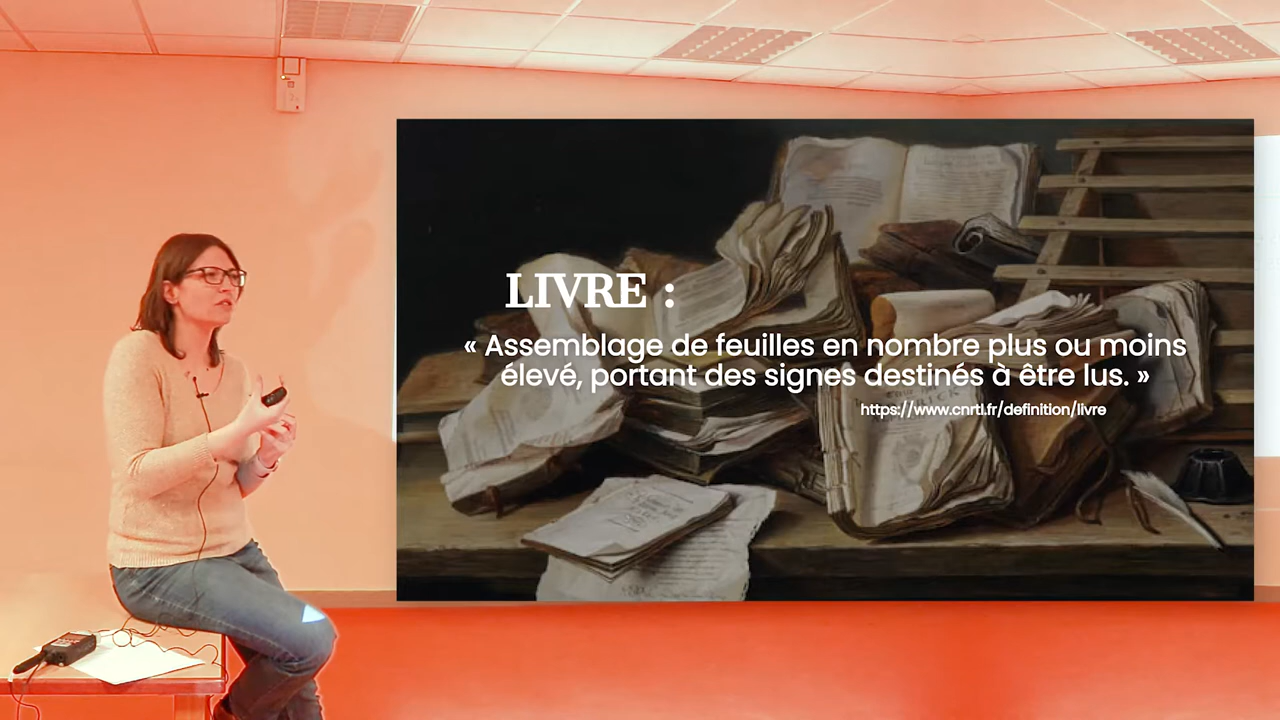 LIVRE :
« Assemblage de feuilles en nombre plus ou moins
élevé, portant des signes destinés à être lus. »
https://www.cnrtl.fr/definition/livre